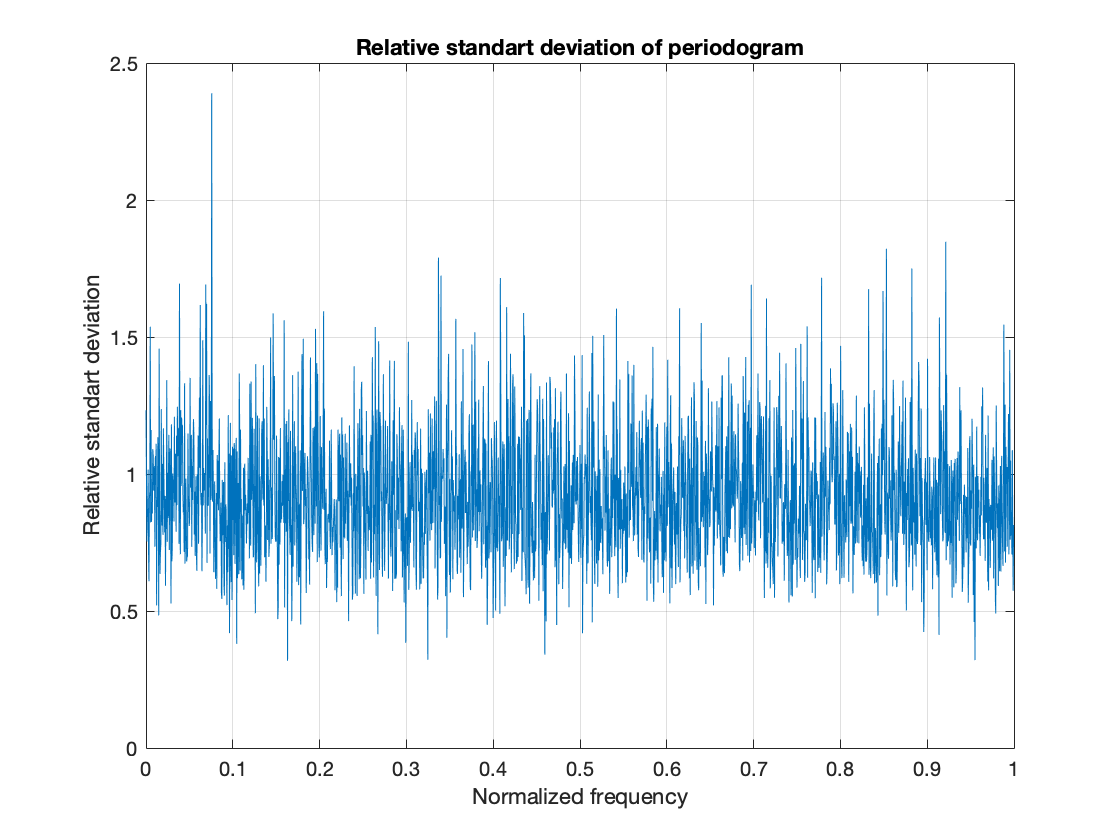 Relative standart deviation of periodogram
2.5
2
1.5
1
0.5
0
Relative standart deviation
0 0.1 0.2 0.3 0.4 0.5 0.6 0.7 0.8 0.9 1
Normalized frequency